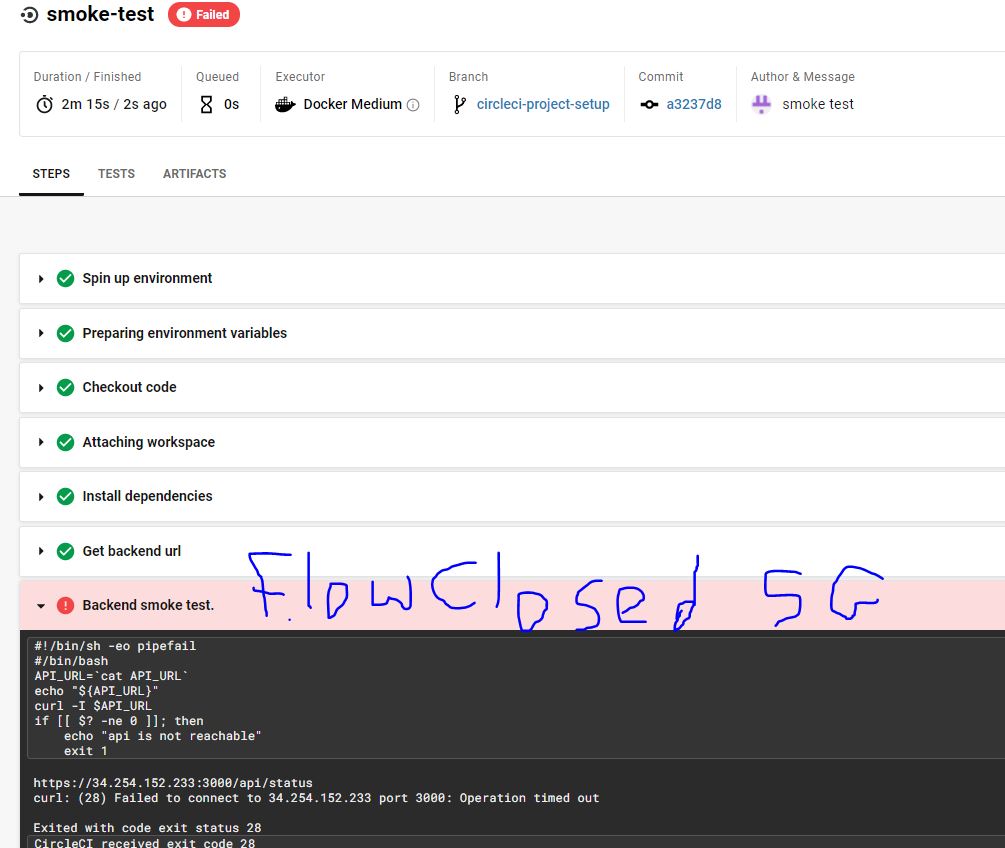 smoke-test Failed
Duration / Finished Queued Executor Branch Commit Author & Message
2m 15s / 2s ago 0s Docker Medium circleci-project-setup a3237d8 smoke test
STEPS TESTS ARTIFACTS
Spin up environment
Preparing environment variables
Checkout code
Attaching workspace
Install dependencies
Get backend url
FlowClosed SG
Backend smoke test.
#!/bin/sh -eo pipefail
#/bin/bash
API_URL=`cat API_URL`
echo "${API_URL}"
curl -I $API_URL
if [[ $? -ne 0 ]]; then
echo "api is not reachable"
exit 1
https://34.254.152.233:3000/api/status
curl: (28) Failed to connect to 34.254.152.233 port 3000: Operation timed out
Exited with code exit status 28
CircleCI received exit code 28